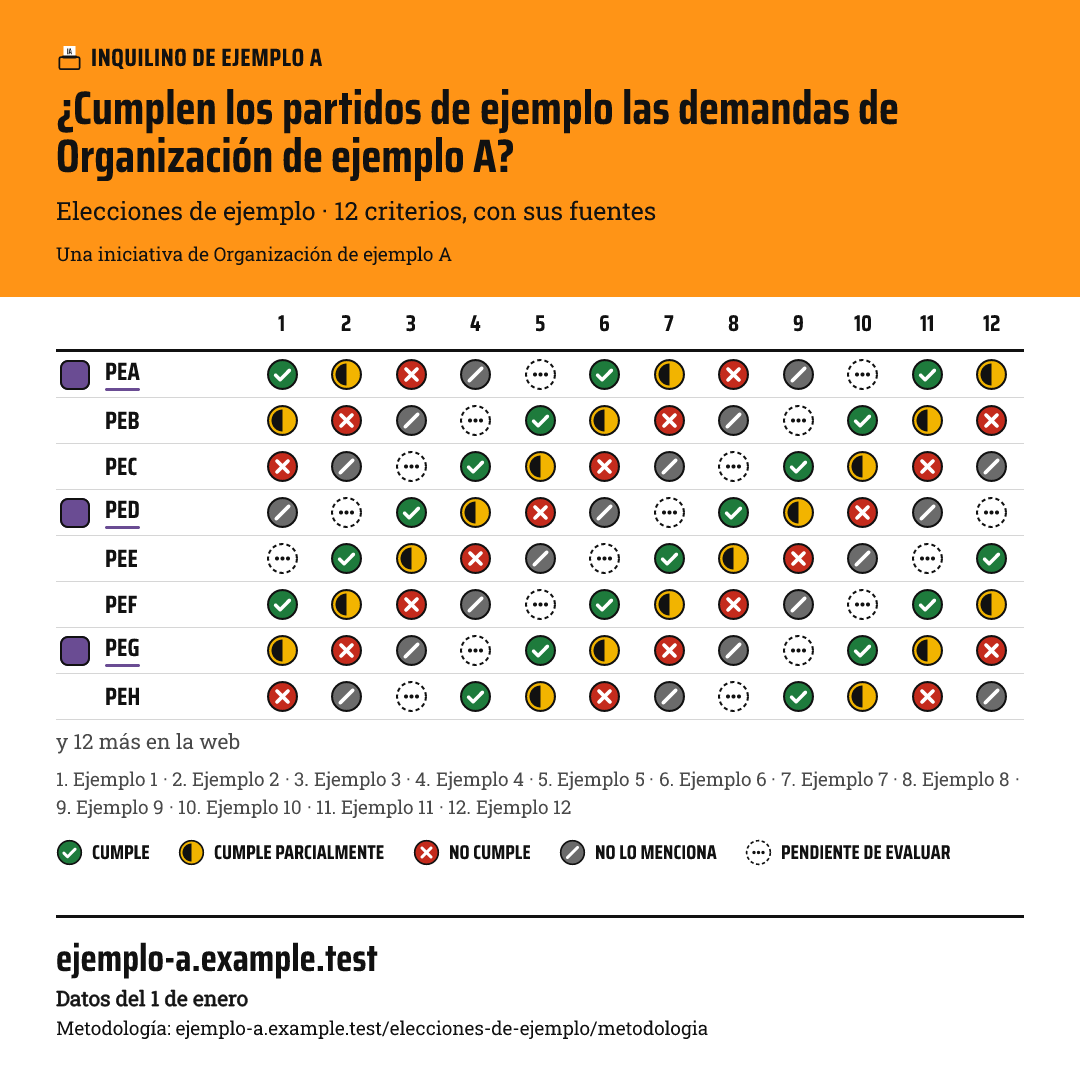 IA
INQUILINO DE EJEMPLO A
¿Cumplen los partidos de ejemplo las demandas de
Organización de ejemplo A?
Elecciones de ejemplo · 12 criterios, con sus fuentes
Una iniciativa de Organización de ejemplo A
1 2 3 4 5 6 7 8 9 10 11 12
PEA
PEB
PEC
PED
PEE
PEF
PEG
PEH
y 12 más en la web
1. Ejemplo 1 · 2. Ejemplo 2 · 3. Ejemplo 3 · 4. Ejemplo 4 · 5. Ejemplo 5 · 6. Ejemplo 6 · 7. Ejemplo 7 · 8. Ejemplo 8 ·
9. Ejemplo 9 · 10. Ejemplo 10 · 11. Ejemplo 11 · 12. Ejemplo 12
CUMPLE CUMPLE PARCIALMENTE NO CUMPLE NO LO MENCIONA PENDIENTE DE EVALUAR
ejemplo-a.example.test
Datos del 1 de enero
Metodología: ejemplo-a.example.test/elecciones-de-ejemplo/metodologia